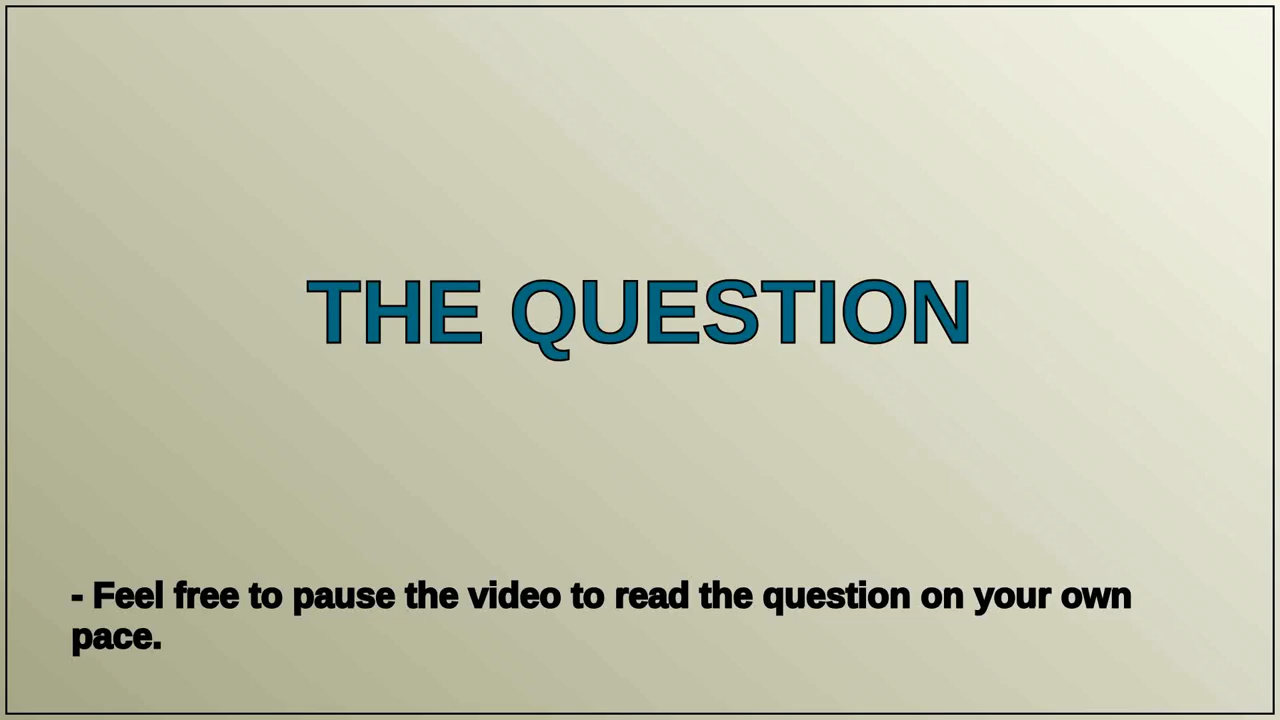 THE QUESTION
- Feel free to pause the video to read the question on your own
pace.